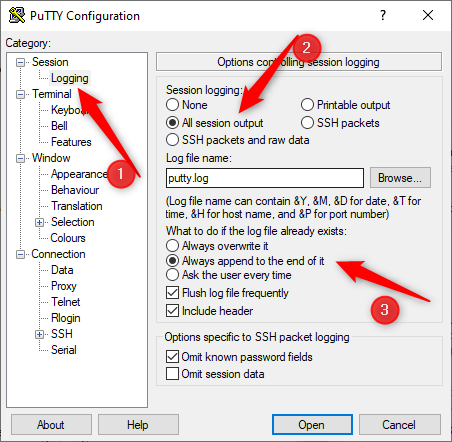 PuTTY Configuration
Category:
Session
Logging
Terminal
Keyboa
Bell
Features
Window
Appearance
Behaviour
Translation
Selection
Colours
Connection
Data
Proxy
Telnet
Rlogin
SSH
Serial
Options controlling session logging
Session logging:
None
Printable output
All session output
SSH packets
SSH packets and raw data
Log file name:
putty.log
Browse...
(Log file name can contain &Y, &M, &D for date, &T for
time, &H for host name, and &P for port number)
What to do if the log file already exists:
Always overwrite it
Always append to the end of it
Ask the user every time
Flush log file frequently
Include header
Options specific to SSH packet logging
Omit known password fields
Omit session data
About
Help
Open
Cancel
1
2
3